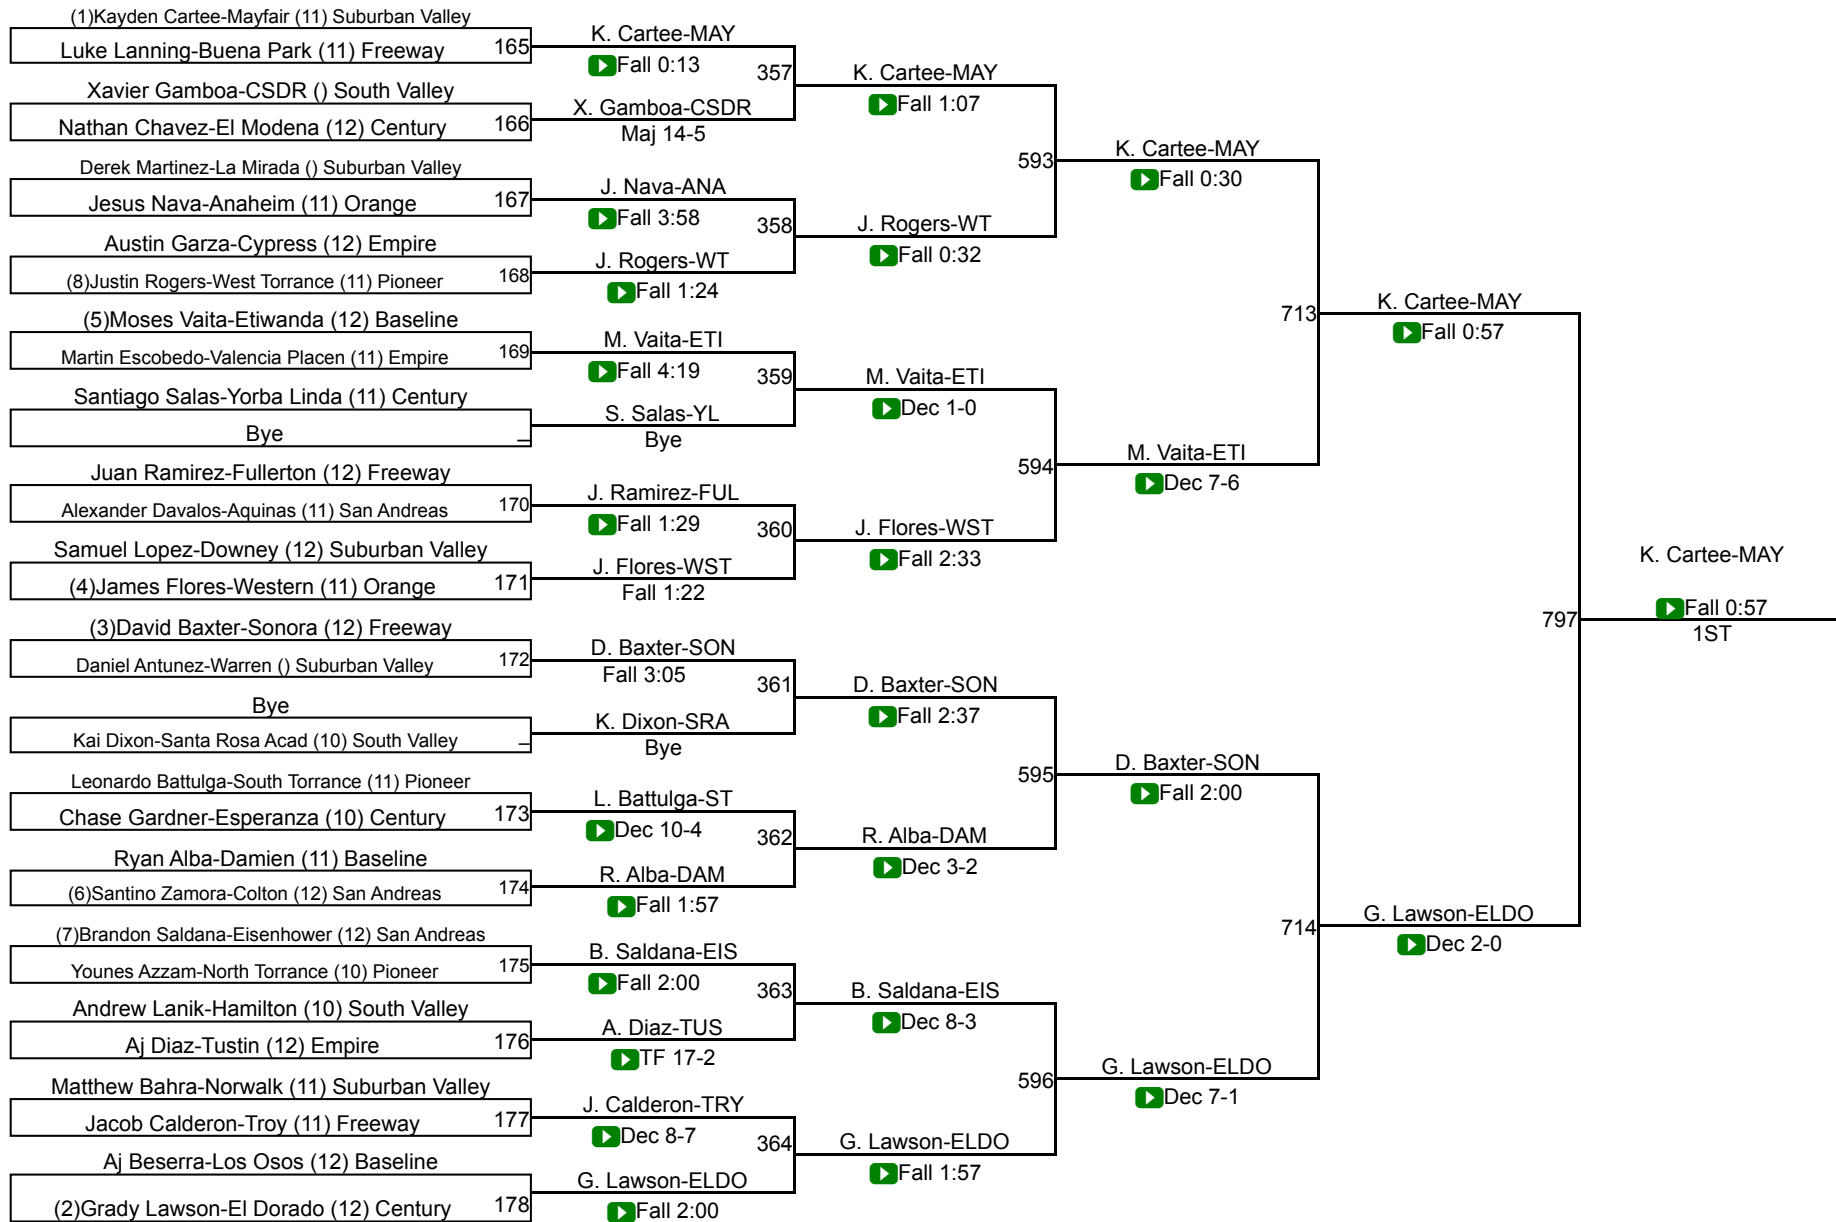 (1)Kayden Cartee-Mayfair (11) Suburban Valley
Luke Lanning-Buena Park (11) Freeway 165
Xavier Gamboa-CSDR () South Valley
Nathan Chavez-El Modena (12) Century 166
Derek Martinez-La Mirada () Suburban Valley
Jesus Nava-Anaheim (11) Orange 167
Austin Garza-Cypress (12) Empire
(8)Justin Rogers-West Torrance (11) Pioneer 168
(5)Moses Vaita-Etiwanda (12) Baseline
Martin Escobedo-Valencia Placen (11) Empire 169
Santiago Salas-Yorba Linda (11) Century
Bye _
Juan Ramirez-Fullerton (12) Freeway
Alexander Davalos-Aquinas (11) San Andreas 170
Samuel Lopez-Downey (12) Suburban Valley
(4)James Flores-Western (11) Orange 171
(3)David Baxter-Sonora (12) Freeway
Daniel Antunez-Warren () Suburban Valley 172
Bye
Kai Dixon-Santa Rosa Acad (10) South Valley _
Leonardo Battulga-South Torrance (11) Pioneer
Chase Gardner-Esperanza (10) Century 173
Ryan Alba-Damien (11) Baseline
(6)Santino Zamora-Colton (12) San Andreas 174
(7)Brandon Saldana-Eisenhower (12) San Andreas
Younes Azzam-North Torrance (10) Pioneer 175
Andrew Lanik-Hamilton (10) South Valley
Aj Diaz-Tustin (12) Empire 176
Matthew Bahra-Norwalk (11) Suburban Valley
Jacob Calderon-Troy (11) Freeway 177
Aj Beserra-Los Osos (12) Baseline
(2)Grady Lawson-El Dorado (12) Century 178
K. Cartee-MAY
Fall 0:13
357
X. Gamboa-CSDR
Maj 14-5
J. Nava-ANA
Fall 3:58
358
J. Rogers-WT
Fall 1:24
M. Vaita-ETI
Fall 4:19
359
S. Salas-YL
Bye
J. Ramirez-FUL
Fall 1:29
360
J. Flores-WST
Fall 1:22
D. Baxter-SON
Fall 3:05
361
K. Dixon-SRA
Bye
L. Battulga-ST
Dec 10-4
362
R. Alba-DAM
Fall 1:57
B. Saldana-EIS
Fall 2:00
363
A. Diaz-TUS
TF 17-2
J. Calderon-TRY
Dec 8-7
364
G. Lawson-ELDO
Fall 2:00
K. Cartee-MAY
Fall 1:07
593
J. Rogers-WT
Fall 0:32
M. Vaita-ETI
Dec 1-0
594
J. Flores-WST
Fall 2:33
D. Baxter-SON
Fall 2:37
595
R. Alba-DAM
Dec 3-2
B. Saldana-EIS
Dec 8-3
596
G. Lawson-ELDO
Fall 1:57
K. Cartee-MAY
Fall 0:30
713
M. Vaita-ETI
Dec 7-6
D. Baxter-SON
Fall 2:00
714
G. Lawson-ELDO
Dec 7-1
K. Cartee-MAY
Fall 0:57
797
G. Lawson-ELDO
Dec 2-0
K. Cartee-MAY
Fall 0:57
1ST